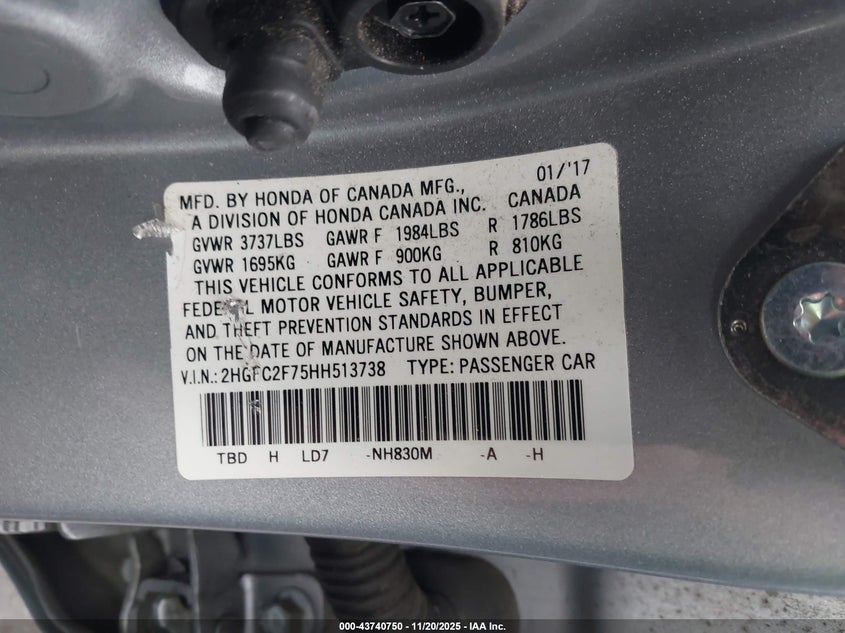 01/'17
MFD. BY HONDA OF CANADA MFG.,
A DIVISION OF HONDA CANADA INC. CANADA
GVWR 3737LBS GAWR F 1984LBS R 1786LBS
GVWR 1695KG GAWR F 900KG R 810KG
THIS VEHICLE CONFORMS TO ALL APPLICABLE
FEDERAL MOTOR VEHICLE SAFETY, BUMPER,
AND THEFT PREVENTION STANDARDS IN EFFECT
ON THE DATE OF MANUFACTURE SHOWN ABOVE.
V.I.N.: 2HGFC2F75HH513738 TYPE: PASSENGER CAR
TBD H LD7 -NH830M -A -H
000-43740750 — 11/20/2025 — IAA Inc.